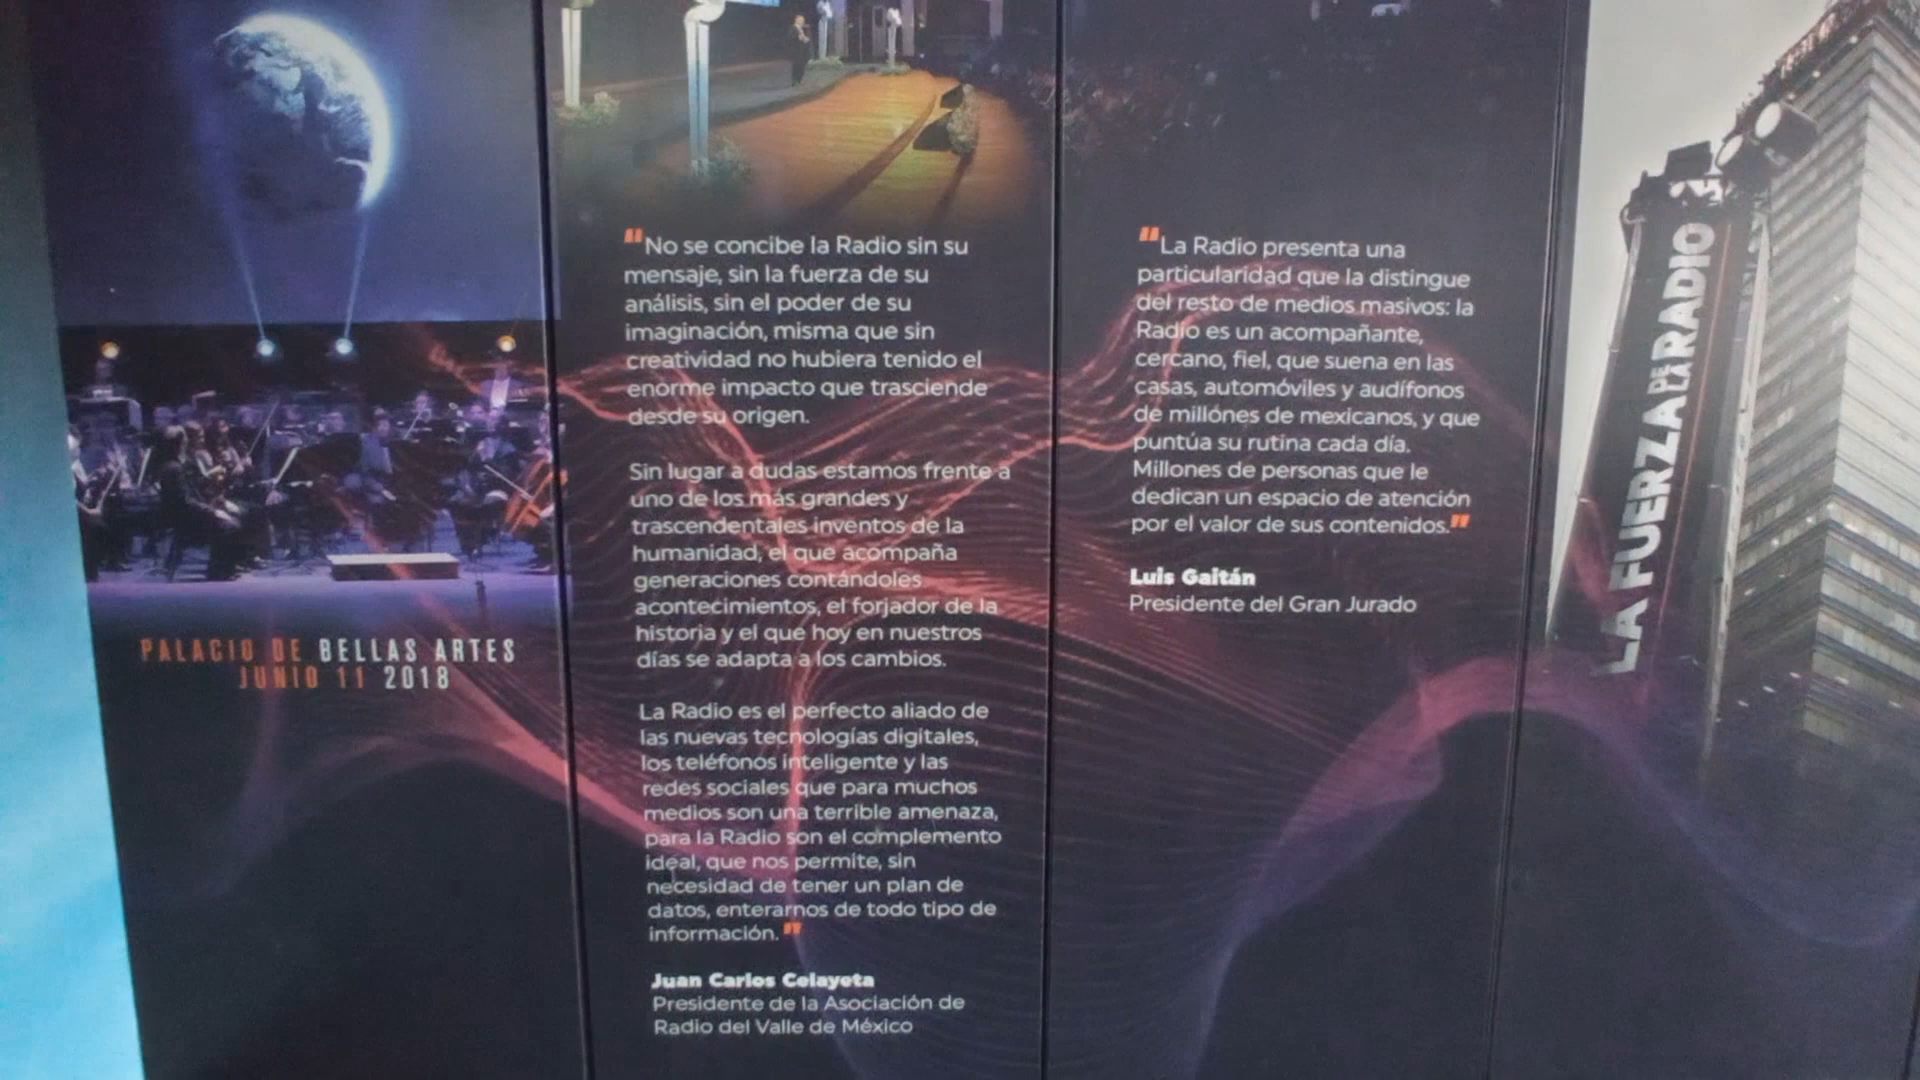 PALACIO DE BELLAS ARTES
JUNIO 11 2018
"No se concibe la Radio sin su
mensaje, sin la fuerza de su
análisis, sin el poder de su
imaginación, misma que sin
creatividad no hubiera tenido el
enorme impacto que trasciende
desde su origen.
Sin lugar a dudas estamos frente a
uno de los más grandes y
trascendentales inventos de la
humanidad, el que acompaña
generaciones contándoles
acontecimientos, el forjador de la
historia y el que hoy en nuestros
días se adapta a los cambios.
La Radio es el perfecto aliado de
las nuevas tecnologías digitales,
los teléfonos inteligente y las
redes sociales que para muchos
medios son una terrible amenaza,
para la Radio son el complemento
ideal, que nos permite, sin
necesidad de tener un plan de
datos, enterarnos de todo tipo de
información."
Juan Carlos Celayeta
Presidente de la Asociación de
Radio del Valle de México
"La Radio presenta una
particularidad que la distingue
del resto de medios masivos: la
Radio es un acompañante,
cercano, fiel, que suena en las
casas, automóviles y audífonos
de millónes de mexicanos, y que
puntúa su rutina cada día.
Millones de personas que le
dedican un espacio de atención
por el valor de sus contenidos."
Luis Gaitán
Presidente del Gran Jurado
LA FUERZA DE LA RADIO